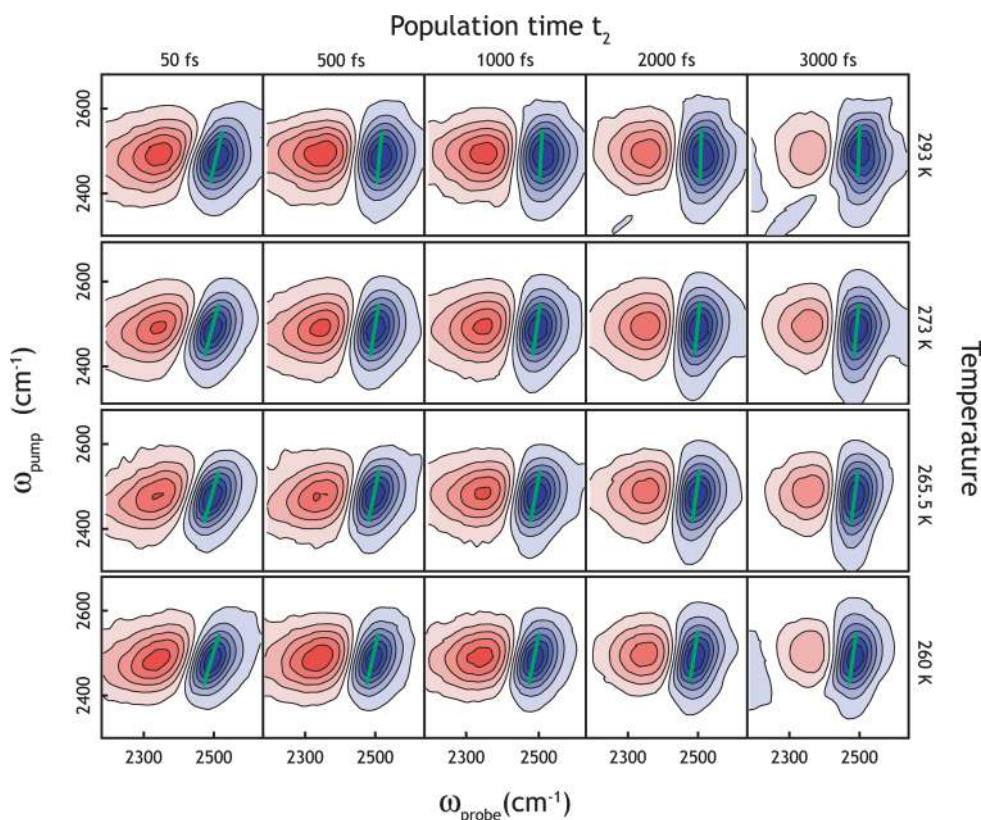 Population time t₂
50 fs 500 fs 1000 fs 2000 fs 3000 fs
2600
2400
293 K
2600
2400
273 K
2600
2400
265.5 K
2600
2400
260 K
ω_pump (cm⁻¹)
Temperature
2300 2500 2300 2500 2300 2500 2300 2500 2300 2500
ω_probe(cm⁻¹)